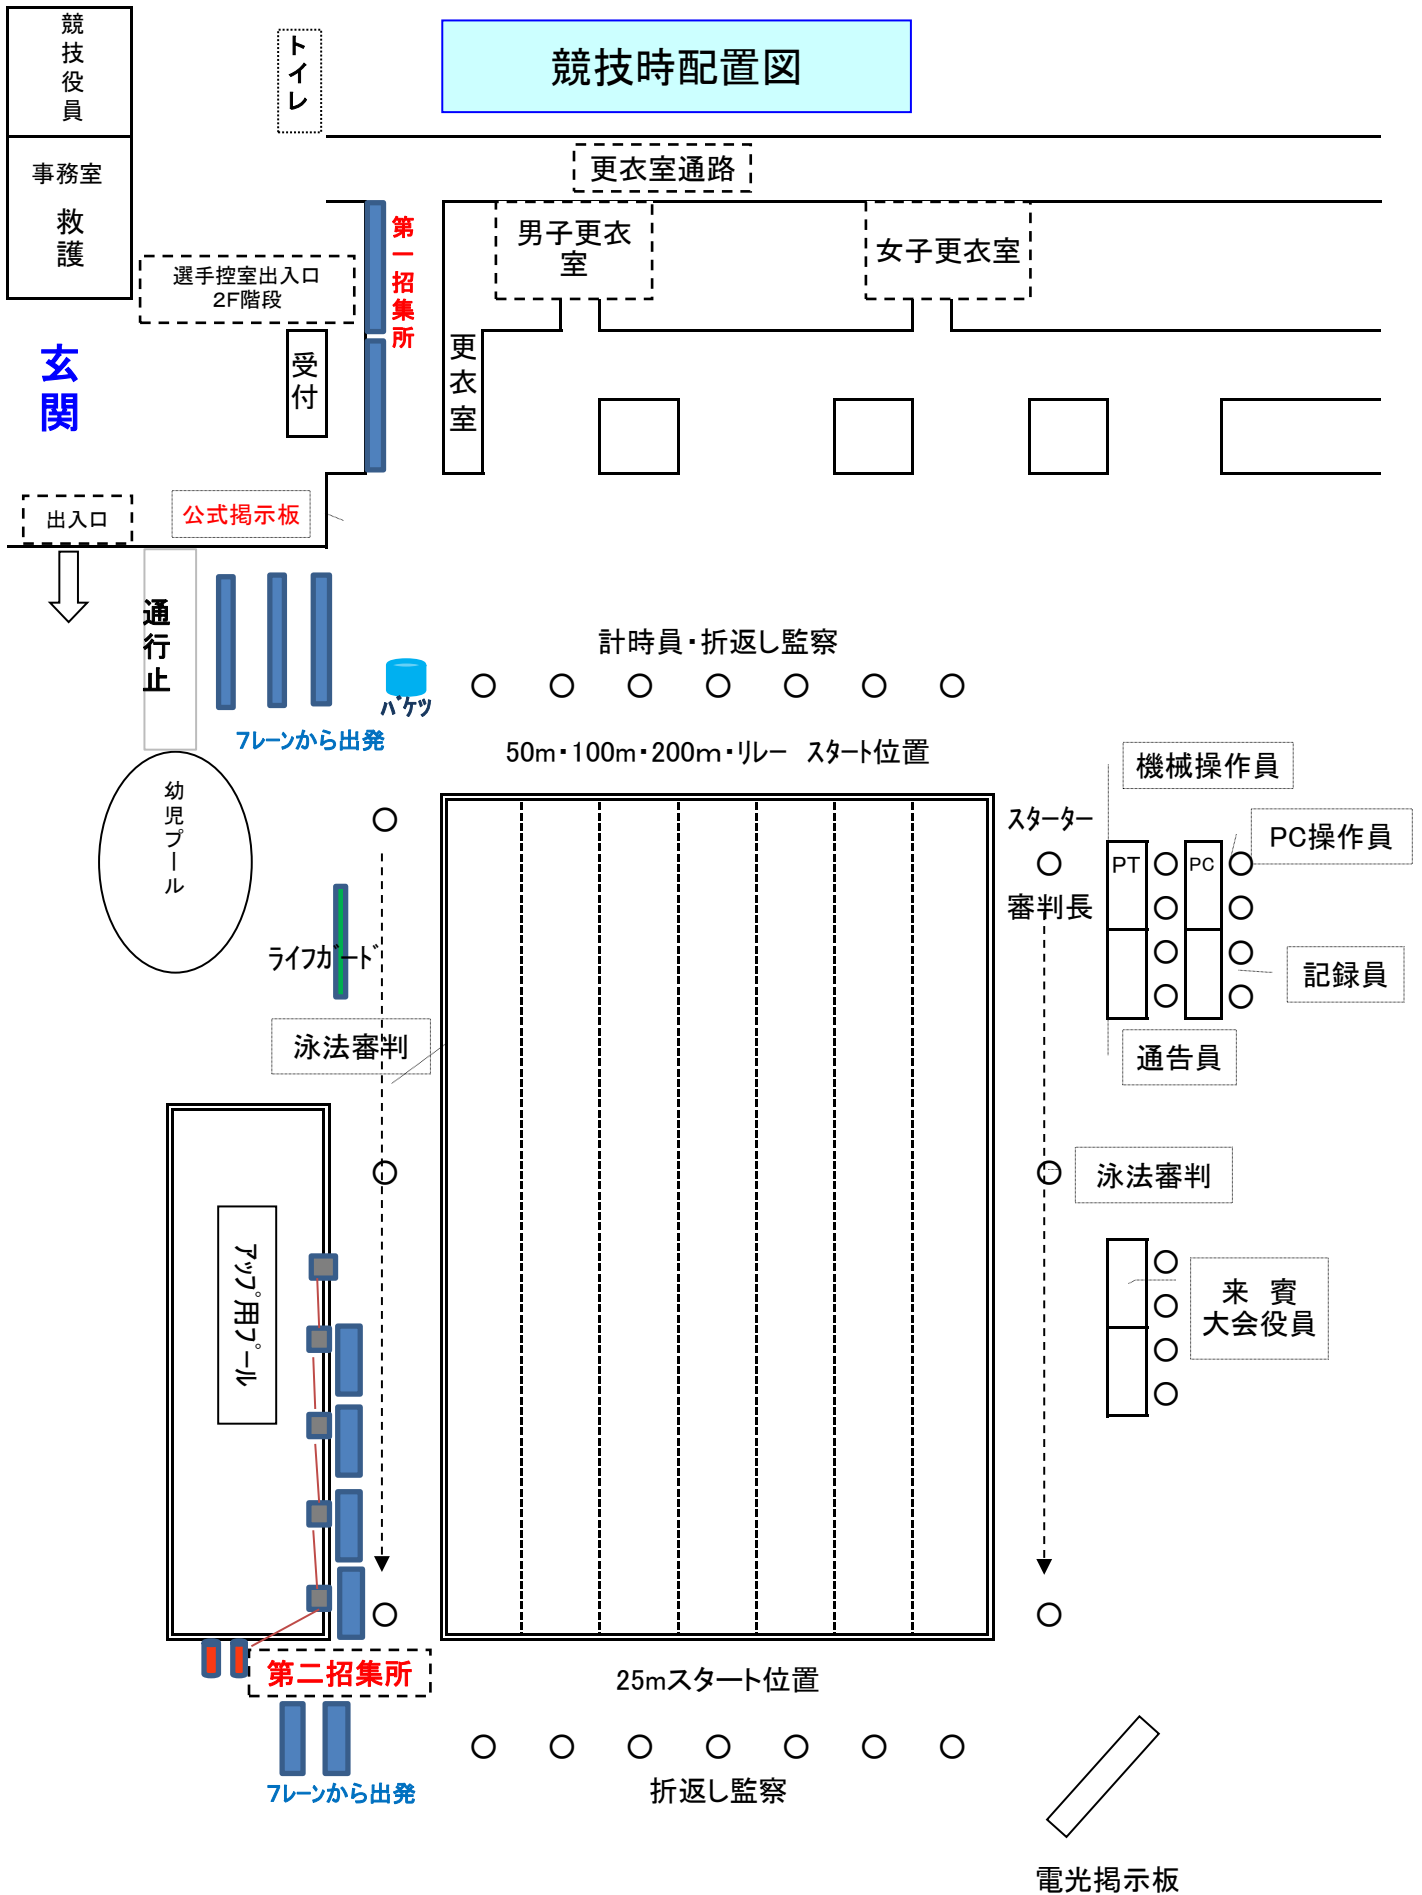 競技役員
トイレ
競技時配置図
事務室
救護
更衣室通路
男子更衣
室
女子更衣室
第一招集所
選手控室出入口
2F階段
玄関
受付
更衣室
公式掲示板
出入口
通行止
計時員・折返し監察
バケツ
7レーンから出発
50m・100m・200m・リレー　スタート位置
機械操作員
幼児プール
スターター
PC操作員
PT
PC
審判長
ライフガード
記録員
泳法審判
通告員
泳法審判
アップ用プール
来　賓
大会役員
第二招集所
25mスタート位置
7レーンから出発
折返し監察
電光掲示板